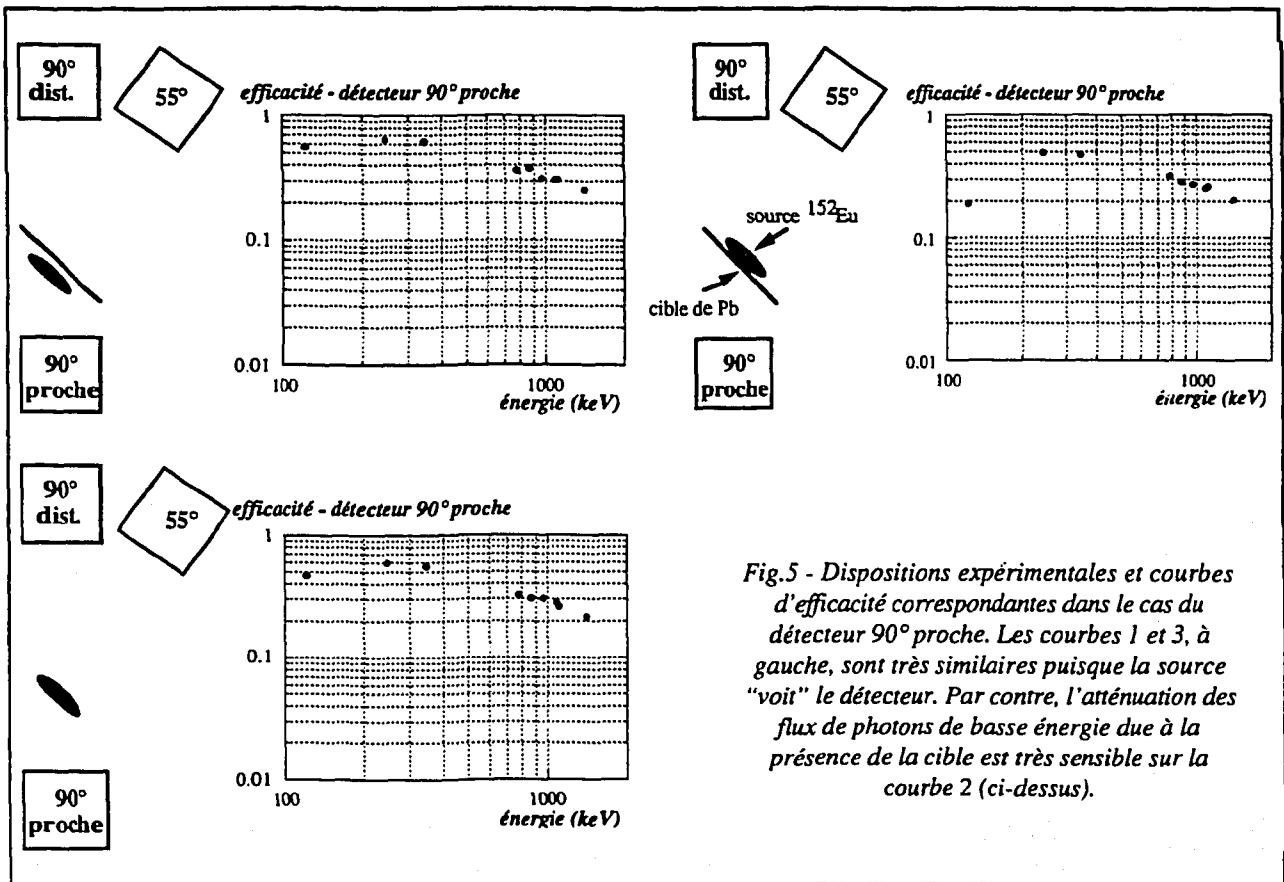 90°
dist.
55°
efficacité - détecteur 90° proche
1
0.1
0.01
100
1000
énergie (keV)
90°
proche
90°
dist.
55°
efficacité - détecteur 90° proche
1
0.1
0.01
100
1000
énergie (keV)
source 152Eu
cible de Pb
90°
proche
90°
dist.
55°
efficacité - détecteur 90° proche
1
0.1
0.01
100
1000
énergie (keV)
90°
proche
Fig.5 - Dispositions expérimentales et courbes
d'efficacité correspondantes dans le cas du
détecteur 90° proche. Les courbes 1 et 3, à
gauche, sont très similaires puisque la source
"voit" le détecteur. Par contre, l'atténuation des
flux de photons de basse énergie due à la
présence de la cible est très sensible sur la
courbe 2 (ci-dessus).